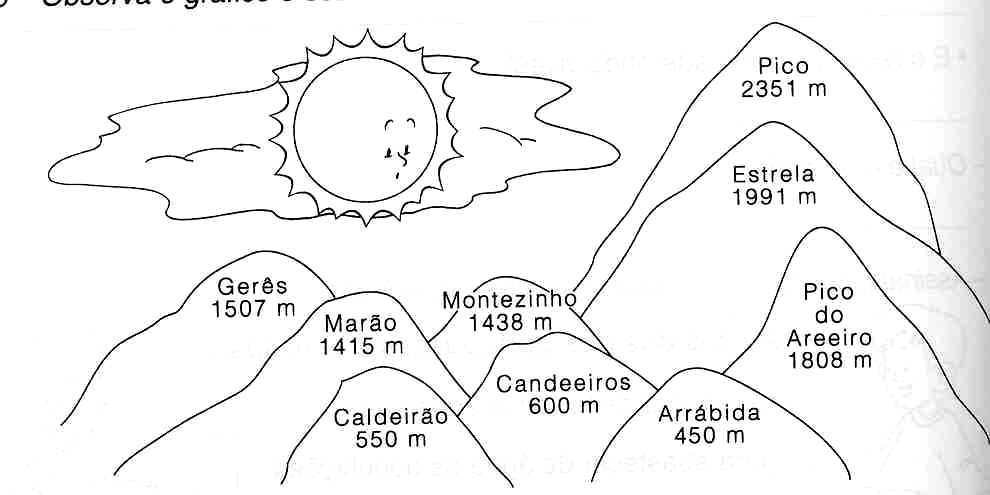 Observa o gráfico e
Pico
2351 m
Estrela
1991 m
Gerês
1507 m
Montezinho
1438 m
Pico
do
Areeiro
1808 m
Marão
1415 m
Candeeiros
600 m
Caldeirão
550 m
Arrábida
450 m